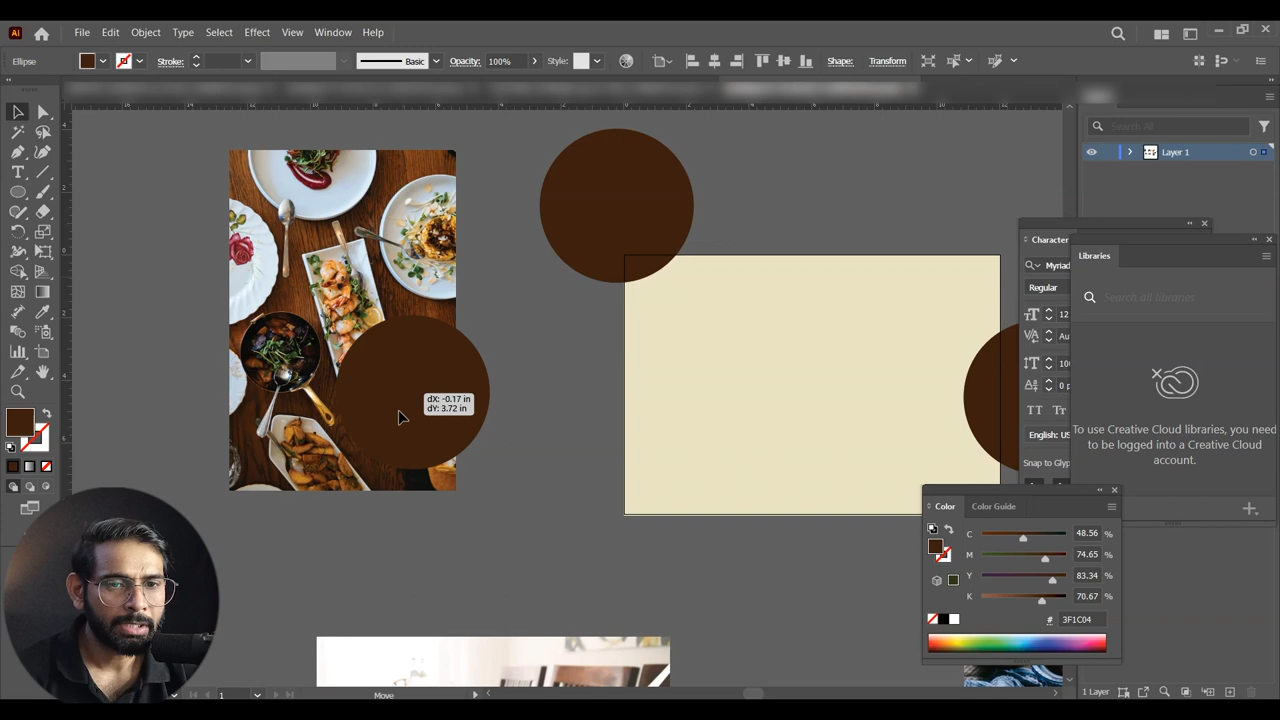 Ai File Edit Object Type Select Effect View Window Help
Ellipse Stroke: Basic Opacity: 100% Style: Shape: Transform
Layer 1
Character
Myriad
Regular
12
Au
100
0 p
TT Tr
English: US
Snap to Glyp
Libraries
Search all libraries
To use Creative Cloud libraries, you need
to be logged into a Creative Cloud
account.
dX: -0.17 in
dY: 3.72 in
Color Color Guide
C 48.56 %
M 74.65 %
Y 83.34 %
K 70.67 %
# 3F1C04
1 Move
1 Layer